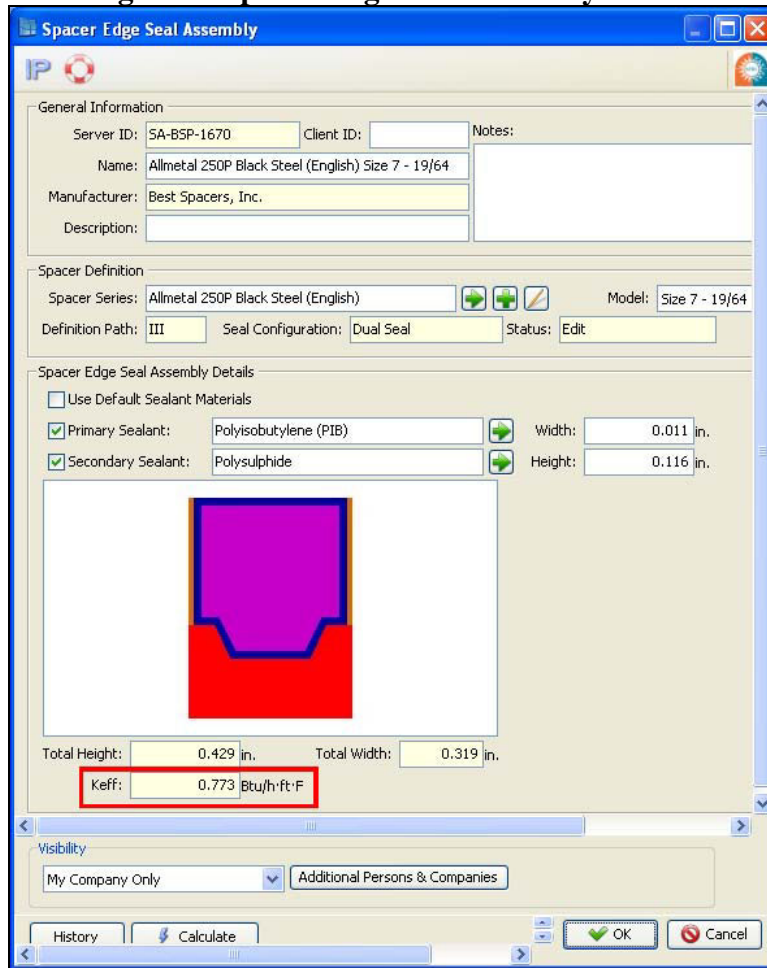 Spacer Edge Seal Assembly
IP
General Information
Server ID: SA-BSP-1670 Client ID: Notes:
Name: Allmetal 250P Black Steel (English) Size 7 - 19/64
Manufacturer: Best Spacers, Inc.
Description:
Spacer Definition
Spacer Series: Allmetal 250P Black Steel (English) Model: Size 7 - 19/64
Definition Path: III Seal Configuration: Dual Seal Status: Edit
Spacer Edge Seal Assembly Details
Use Default Sealant Materials
Primary Sealant: Polyisobutylene (PIB) Width: 0.011 in.
Secondary Sealant: Polysulphide Height: 0.116 in.
Total Height: 0.429 in. Total Width: 0.319 in.
Keff: 0.773 Btu/h·ft·F
Visibility
My Company Only Additional Persons & Companies
History Calculate OK Cancel